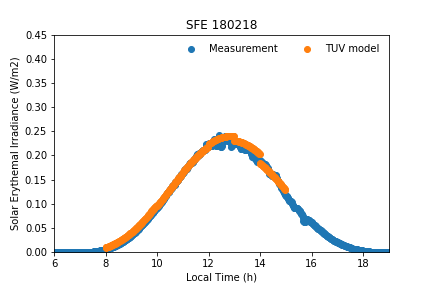 SFE 180218
Measurement
TUV model
Solar Erythemal Irradiance (W/m2)
0.45
0.40
0.35
0.30
0.25
0.20
0.15
0.10
0.05
0.00
6 8 10 12 14 16 18
Local Time (h)